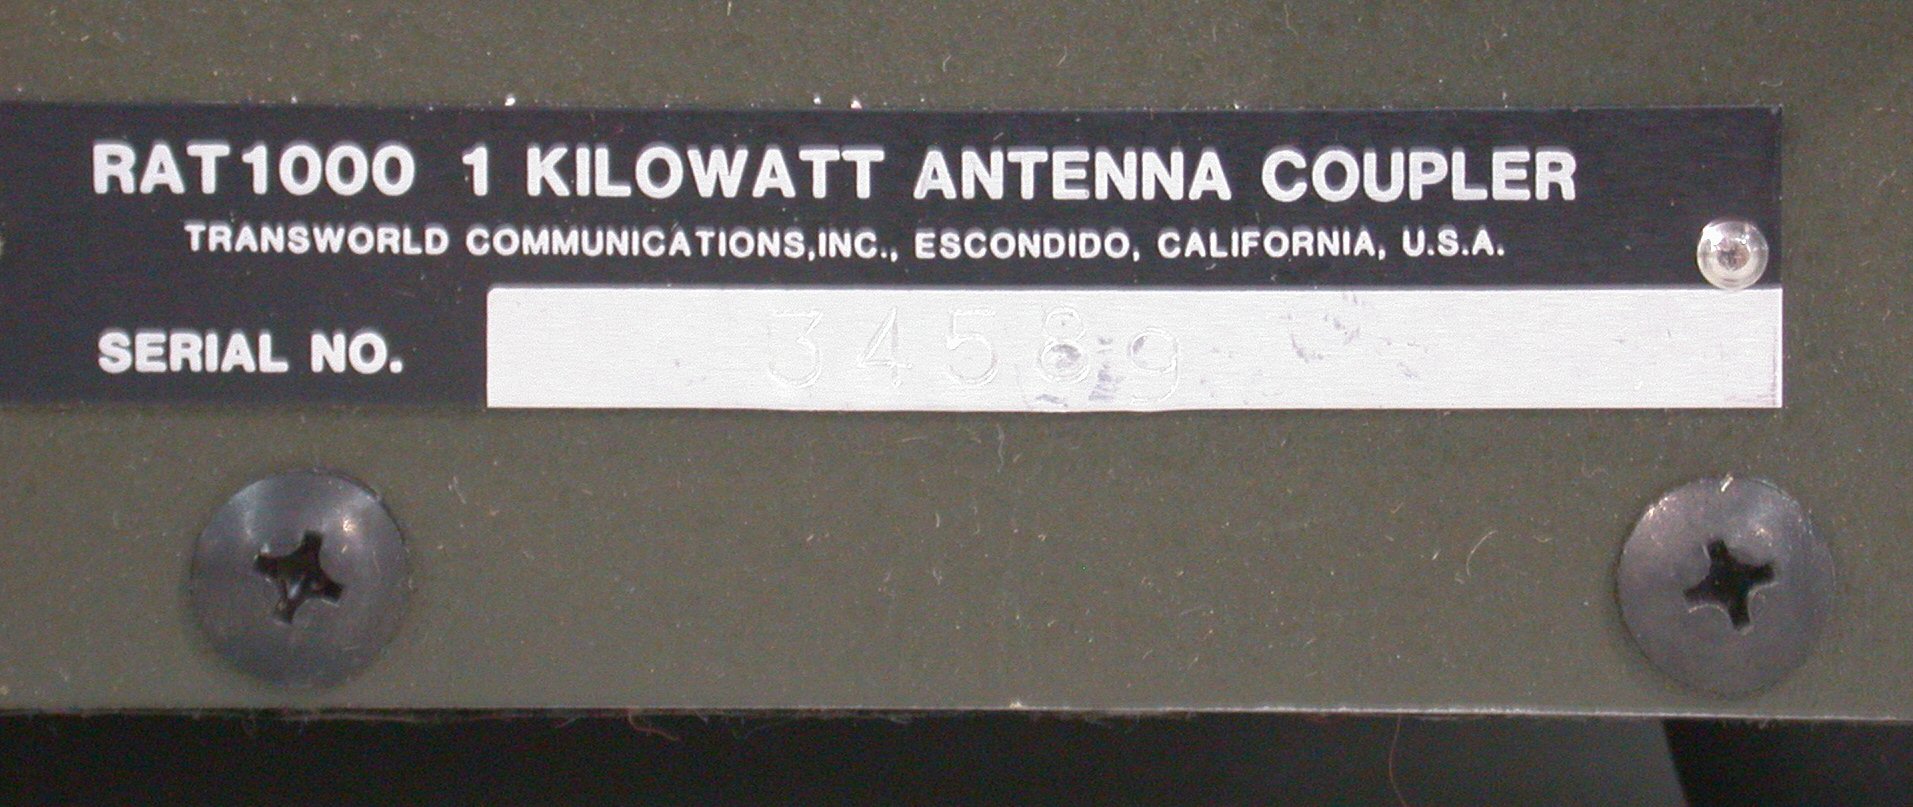 RAT1000 1 KILOWATT ANTENNA COUPLER
TRANSWORLD COMMUNICATIONS,INC., ESCONDIDO, CALIFORNIA, U.S.A.
SERIAL NO. 34589